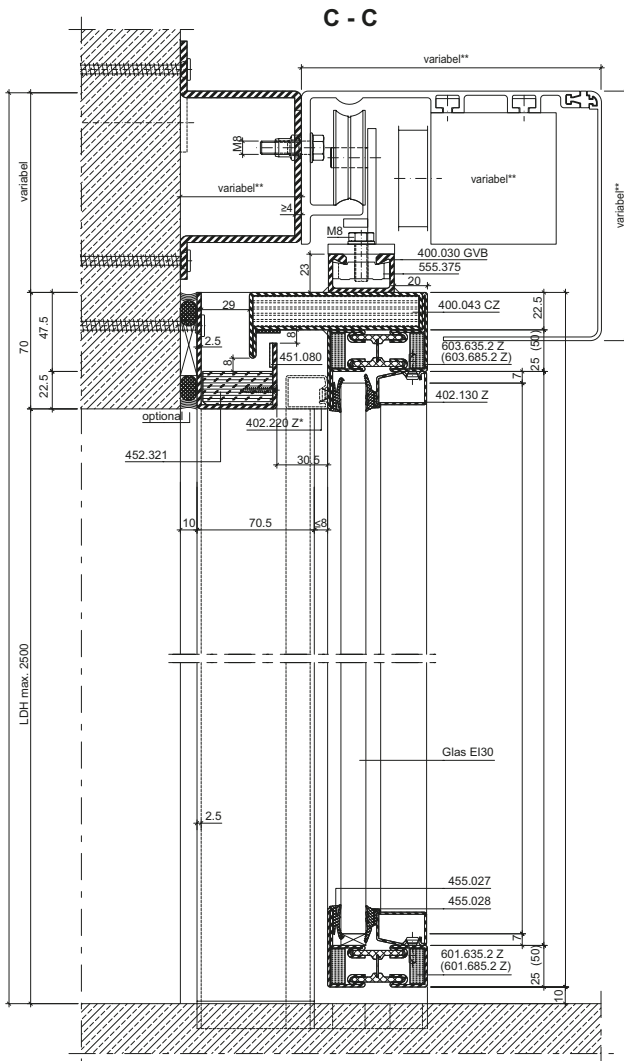 C - C
variabel**
variabel
M8
variabel**
variabel**
variabel**
≥4
M8
400.030 GVB
555.375
23
20
29
400.043 CZ
22.5
70
47.5
2.5
8
8
451.080
603.635.2 Z
(603.685.2 Z)
25 (50)
7
22.5
402.130 Z
optional
402.220 Z*
452.321
30.5
10
70.5
≤8
LDH max. 2500
Glas EI30
2.5
455.027
455.028
7
601.635.2 Z
(601.685.2 Z)
25 (50)
10